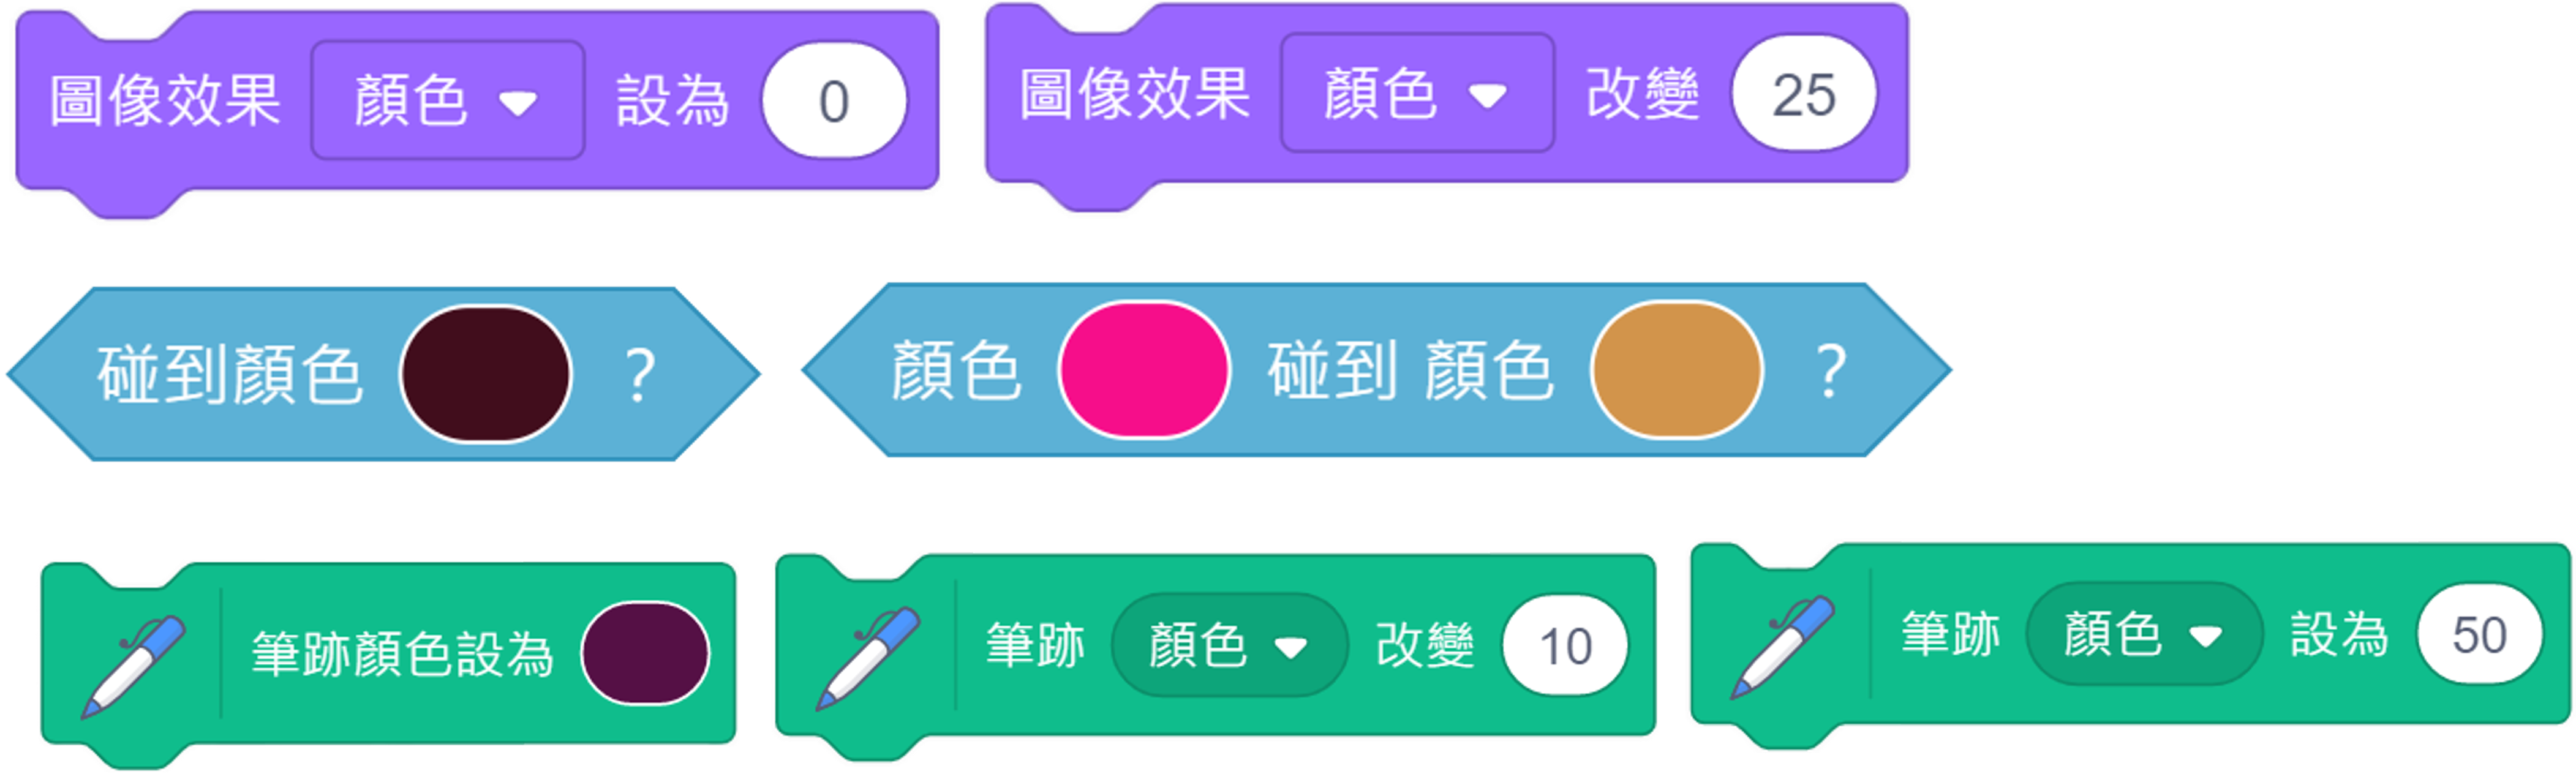 圖像效果 顏色 設為 0
圖像效果 顏色 改變 25
碰到顏色 ?
顏色 碰到 顏色 ?
筆跡顏色設為
筆跡 顏色 改變 10
筆跡 顏色 設為 50